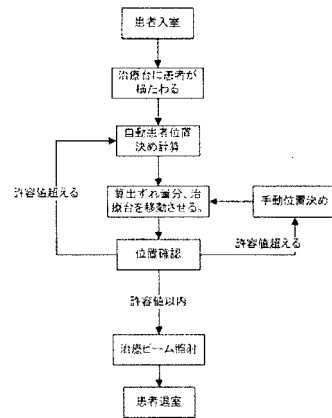 患者入室
治療台に患者が
横たわる
自動患者位置
決め計算
許容値超える
算出ずれ量分、治
療台を移動させる。
手動位置決め
位置確認
許容値超える
許容値以内
治療ビーム照射
患者退室